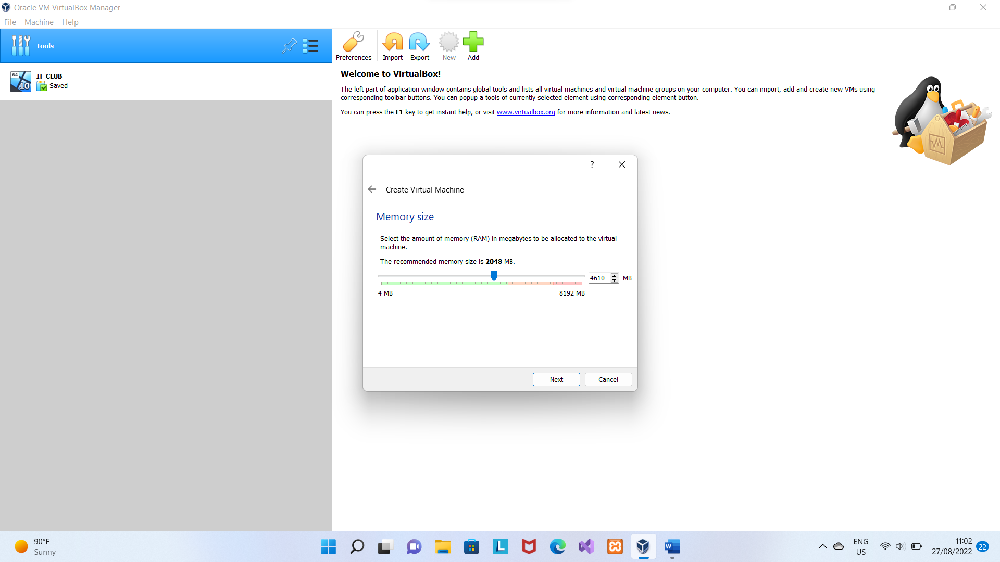 Oracle VM VirtualBox Manager
File Machine Help
Tools
64
10
IT-CLUB
Saved
Preferences Import Export New Add
Welcome to VirtualBox!
The left part of application window contains global tools and lists all virtual machines and virtual machine groups on your computer. You can import, add and create new VMs using
corresponding toolbar buttons. You can popup a tools of currently selected element using corresponding element button.
You can press the F1 key to get instant help, or visit www.virtualbox.org for more information and latest news.
VM
?
Create Virtual Machine
Memory size
Select the amount of memory (RAM) in megabytes to be allocated to the virtual
machine.
The recommended memory size is 2048 MB.
4610 MB
4 MB 8192 MB
Next Cancel
90°F
Sunny
L
W
ENG
US
11:02
27/08/2022
22